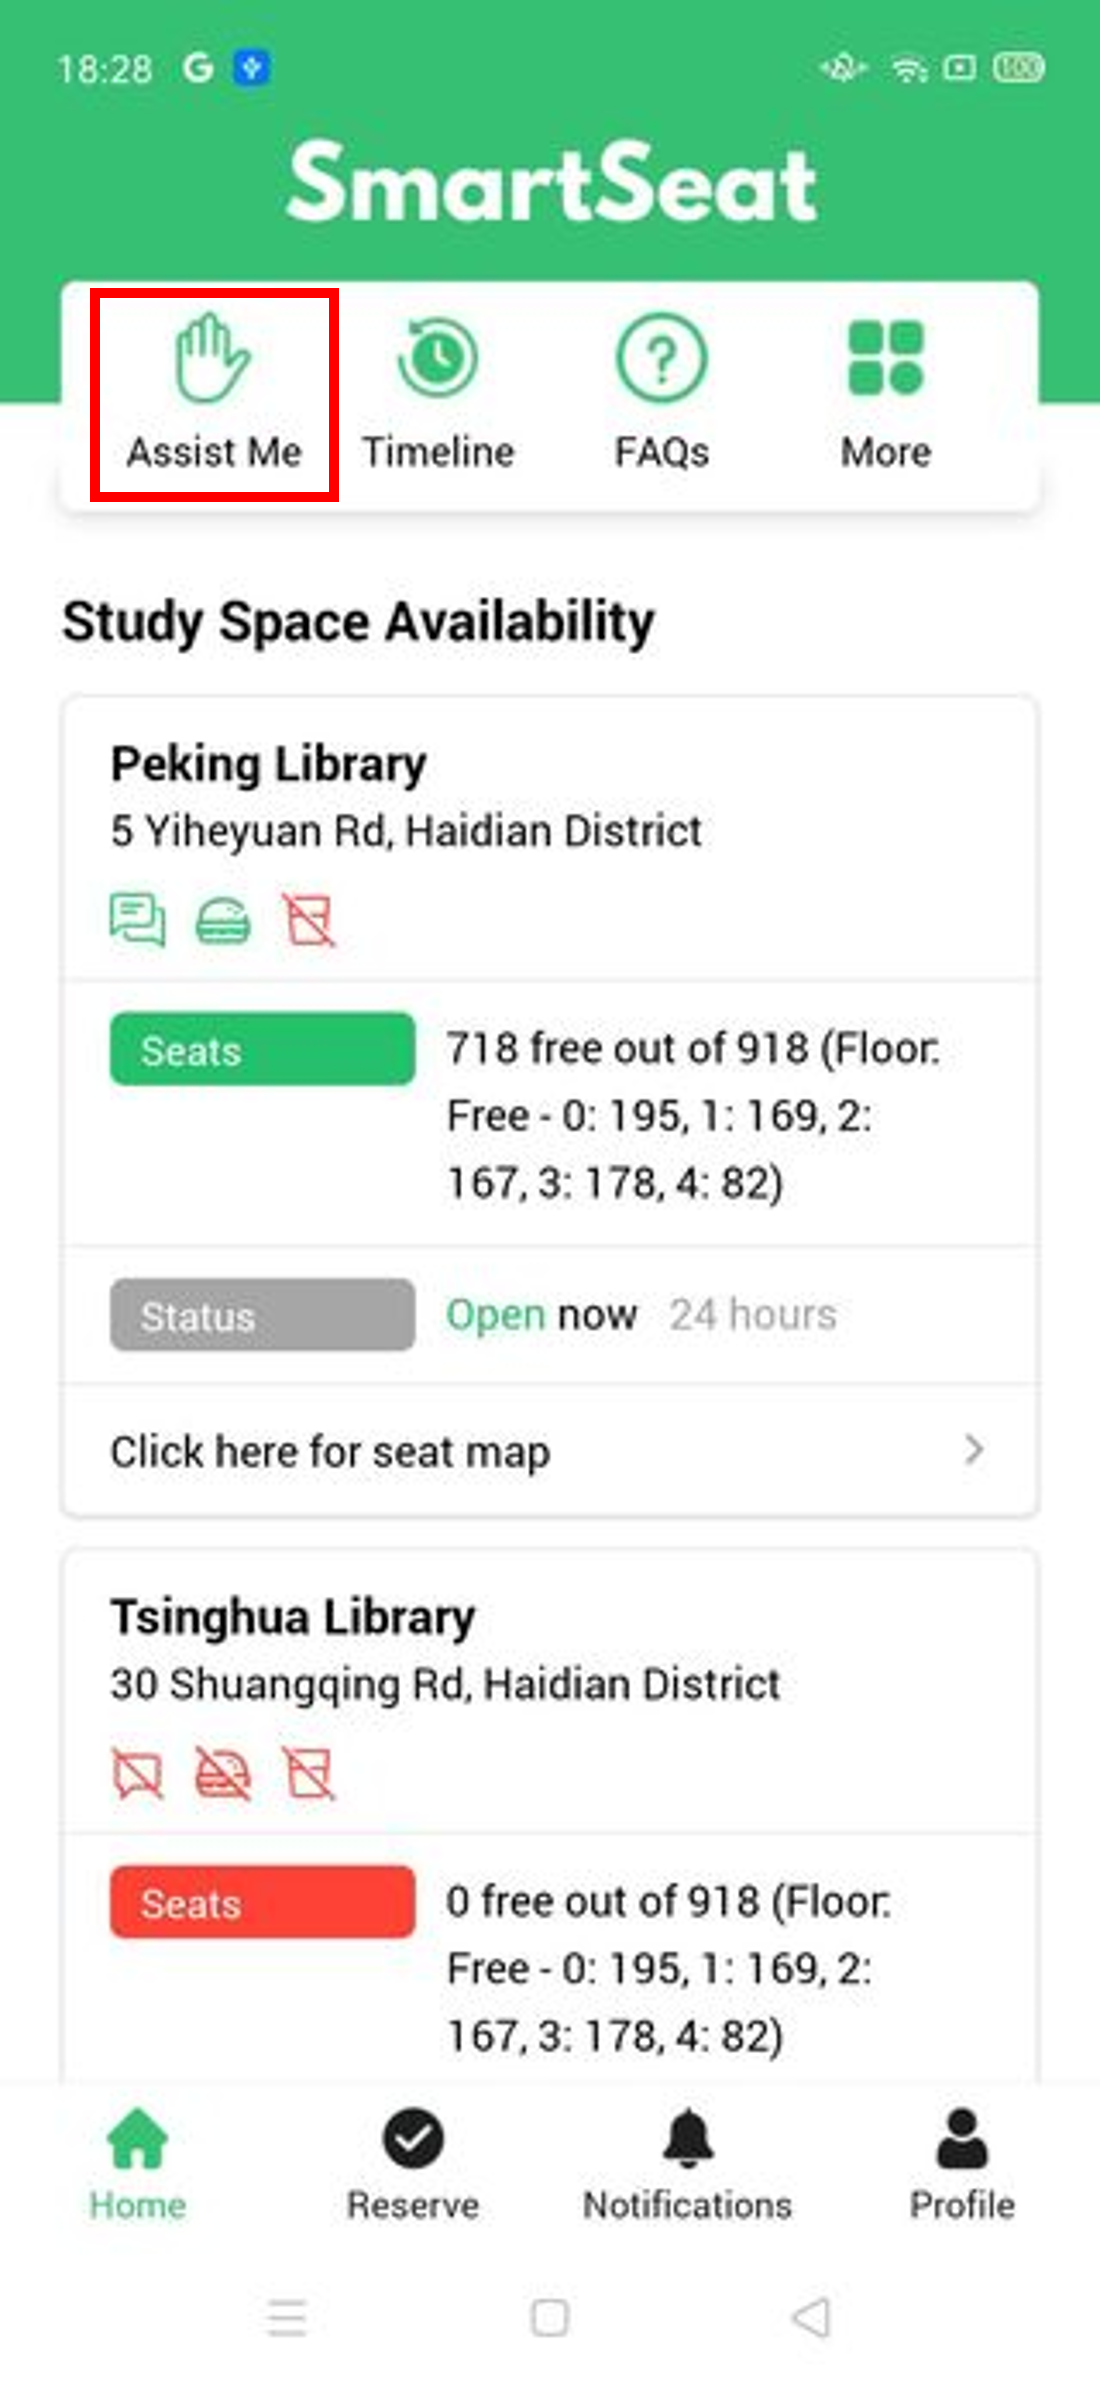 18:28
100
SmartSeat
Assist Me
Timeline
FAQs
More
Study Space Availability
Peking Library
5 Yiheyuan Rd, Haidian District
Seats
718 free out of 918 (Floor:
Free - 0: 195, 1: 169, 2:
167, 3: 178, 4: 82)
Status
Open now 24 hours
Click here for seat map
Tsinghua Library
30 Shuangqing Rd, Haidian District
Seats
0 free out of 918 (Floor:
Free - 0: 195, 1: 169, 2:
167, 3: 178, 4: 82)
Home
Reserve
Notifications
Profile